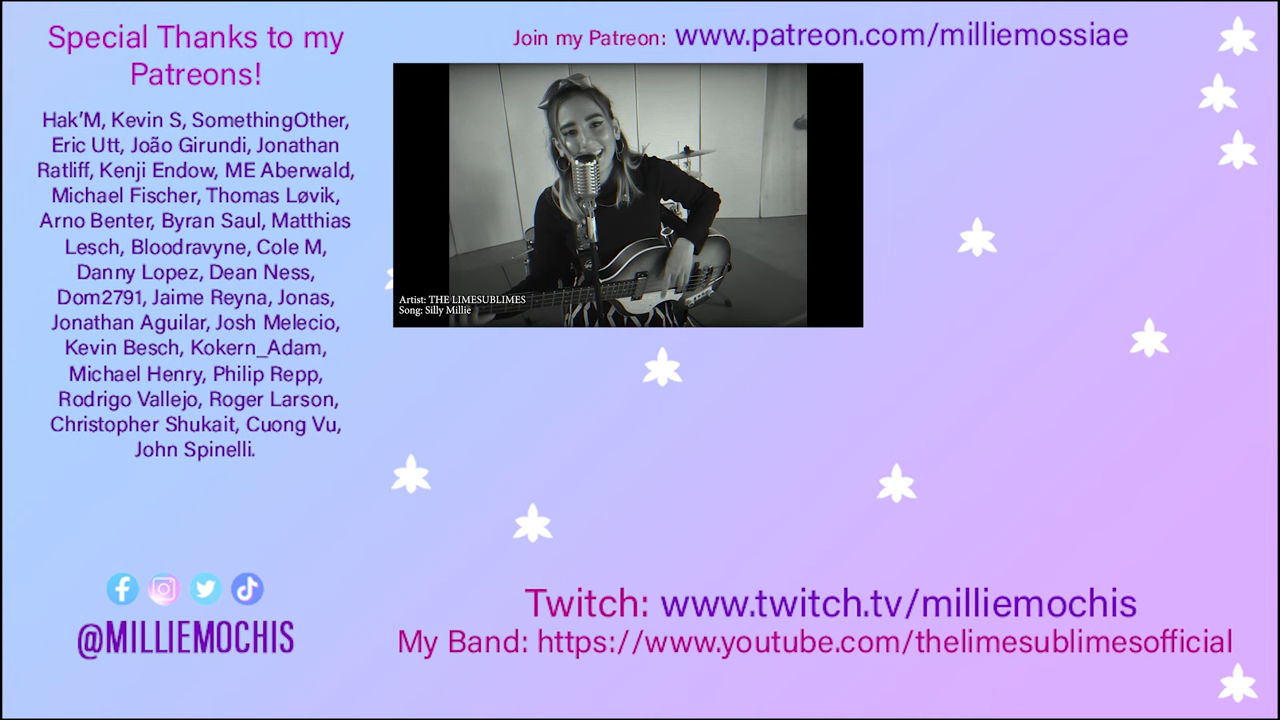 Special Thanks to my
Patreons!
Hak'M, Kevin S, SomethingOther,
Eric Utt, João Girundi, Jonathan
Ratliff, Kenji Endow, ME Aberwald,
Michael Fischer, Thomas Løvik,
Arno Benter, Byran Saul, Matthias
Lesch, Bloodravyne, Cole M,
Danny Lopez, Dean Ness,
Dom2791, Jaime Reyna, Jonas,
Jonathan Aguilar, Josh Melecio,
Kevin Besch, Kokern_Adam,
Michael Henry, Philip Repp,
Rodrigo Vallejo, Roger Larson,
Christopher Shukait, Cuong Vu,
John Spinelli.
@MILLIEMOCHIS
Join my Patreon: www.patreon.com/milliemossiae
Artist: THE LIMESUBLIMES
Song: Silly Millie
Twitch: www.twitch.tv/milliemochis
My Band: https://www.youtube.com/thelimesublimesofficial